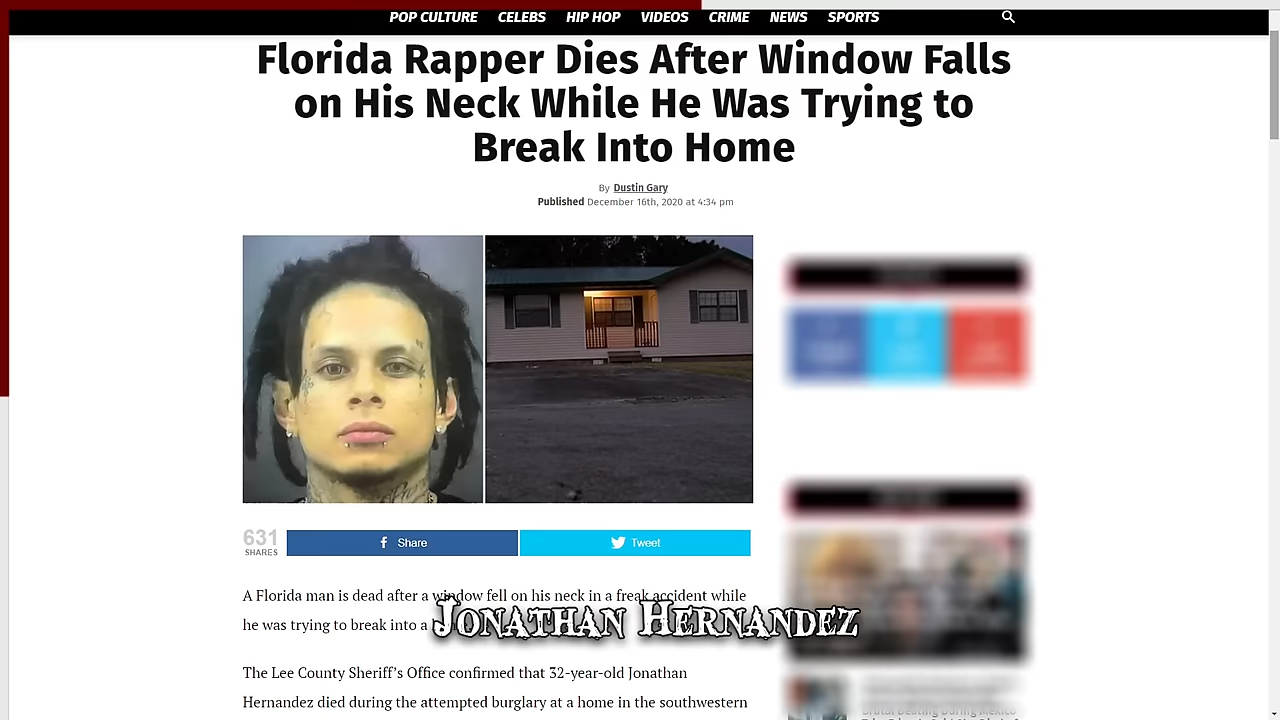 POP CULTURE CELEBS HIP HOP VIDEOS CRIME NEWS SPORTS
Florida Rapper Dies After Window Falls
on His Neck While He Was Trying to
Break Into Home
By Dustin Gary
Published December 16th, 2020 at 4:34 pm
631
SHARES
Share
Tweet
A Florida man is dead after a window fell on his neck in a freak accident while
he was trying to break into a
Jonathan Hernandez
The Lee County Sheriff's Office confirmed that 32-year-old Jonathan
Hernandez died during the attempted burglary at a home in the southwestern